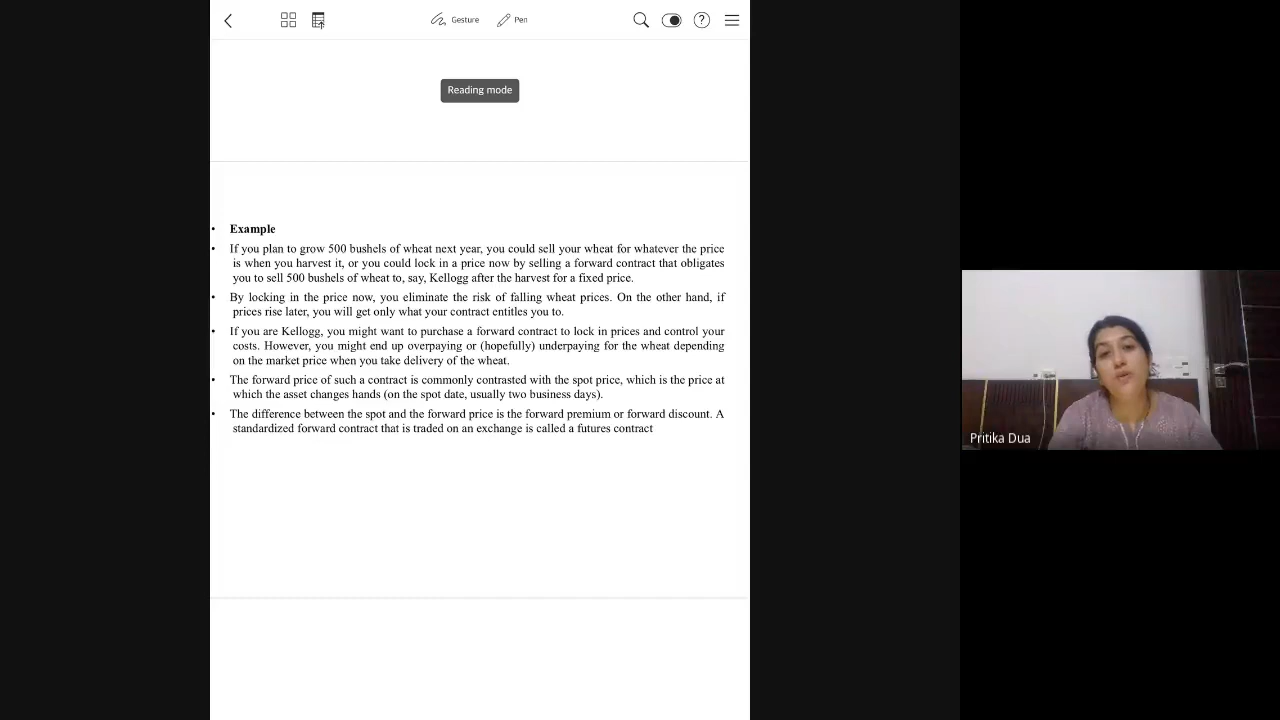 Gesture Pen
Reading mode
• Example
• If you plan to grow 500 bushels of wheat next year, you could sell your wheat for whatever the price
is when you harvest it, or you could lock in a price now by selling a forward contract that obligates
you to sell 500 bushels of wheat to, say, Kellogg after the harvest for a fixed price.
• By locking in the price now, you eliminate the risk of falling wheat prices. On the other hand, if
prices rise later, you will get only what your contract entitles you to.
• If you are Kellogg, you might want to purchase a forward contract to lock in prices and control your
costs. However, you might end up overpaying or (hopefully) underpaying for the wheat depending
on the market price when you take delivery of the wheat.
• The forward price of such a contract is commonly contrasted with the spot price, which is the price at
which the asset changes hands (on the spot date, usually two business days).
• The difference between the spot and the forward price is the forward premium or forward discount. A
standardized forward contract that is traded on an exchange is called a futures contract
Pritika Dua